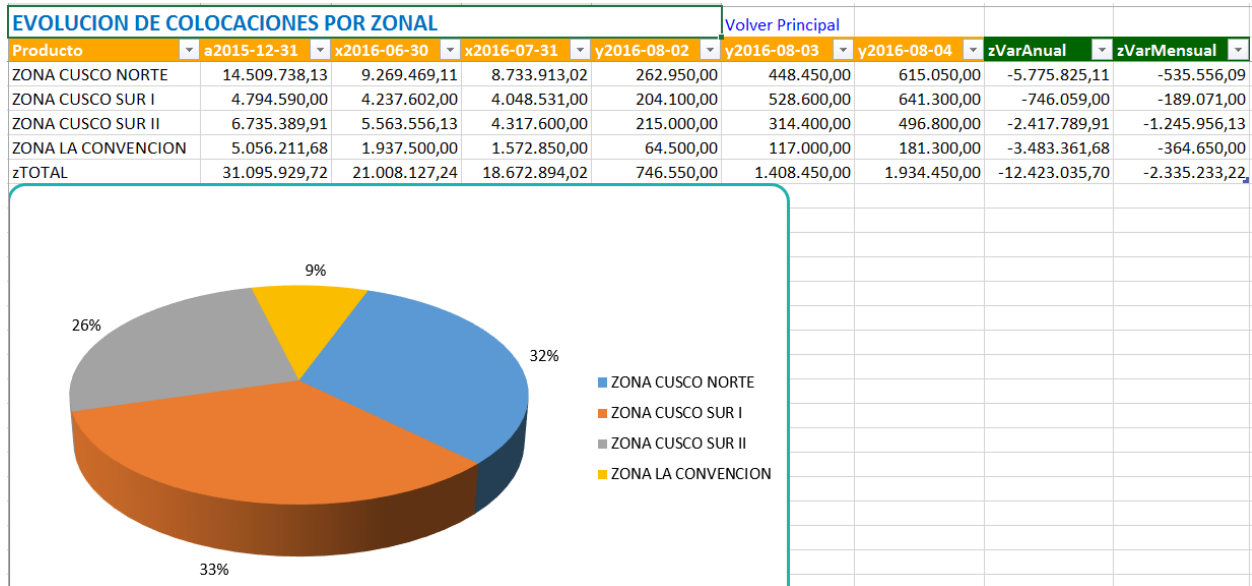 EVOLUCION DE COLOCACIONES POR ZONAL Volver Principal
Producto a2015-12-31 x2016-06-30 x2016-07-31 y2016-08-02 y2016-08-03 y2016-08-04 zVarAnual zVarMensual
ZONA CUSCO NORTE 14.509.738,13 9.269.469,11 8.733.913,02 262.950,00 448.450,00 615.050,00 -5.775.825,11 -535.556,09
ZONA CUSCO SUR I 4.794.590,00 4.237.602,00 4.048.531,00 204.100,00 528.600,00 641.300,00 -746.059,00 -189.071,00
ZONA CUSCO SUR II 6.735.389,91 5.563.556,13 4.317.600,00 215.000,00 314.400,00 496.800,00 -2.417.789,91 -1.245.956,13
ZONA LA CONVENCION 5.056.211,68 1.937.500,00 1.572.850,00 64.500,00 117.000,00 181.300,00 -3.483.361,68 -364.650,00
zTOTAL 31.095.929,72 21.008.127,24 18.672.894,02 746.550,00 1.408.450,00 1.934.450,00 -12.423.035,70 -2.335.233,22
9%
26%
32%
ZONA CUSCO NORTE
ZONA CUSCO SUR I
ZONA CUSCO SUR II
ZONA LA CONVENCION
33%